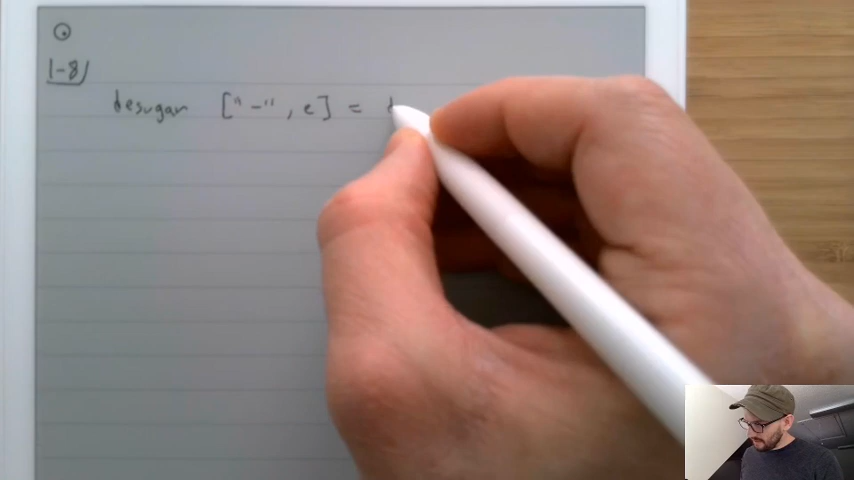 1-8/
desugar ["-", e] = d